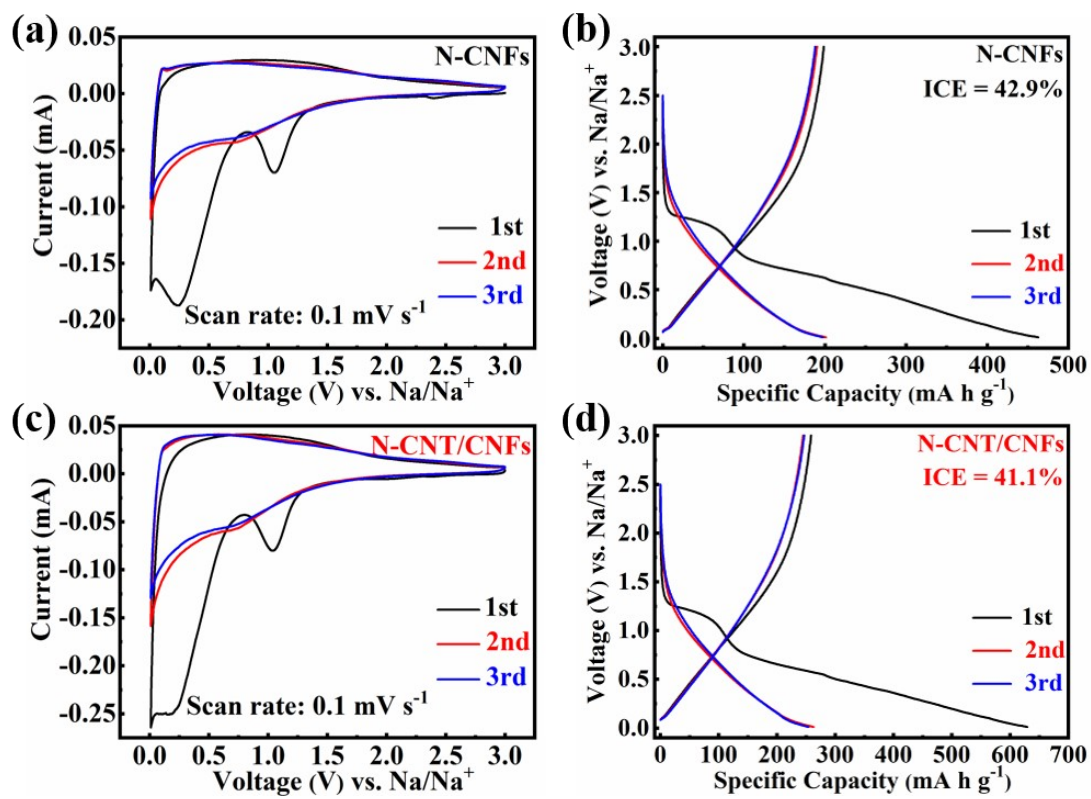 (a)
N-CNFs
1st
2nd
3rd
Scan rate: 0.1 mV s⁻¹
0.05
0.00
-0.05
-0.10
-0.15
-0.20
Current (mA)
0.0 0.5 1.0 1.5 2.0 2.5 3.0
Voltage (V) vs. Na/Na⁺
(b)
N-CNFs
ICE = 42.9%
1st
2nd
3rd
3.0
2.5
2.0
1.5
1.0
0.5
0.0
Voltage (V) vs. Na/Na⁺
0 100 200 300 400 500
Specific Capacity (mA h g⁻¹)
(c)
N-CNT/CNFs
1st
2nd
3rd
Scan rate: 0.1 mV s⁻¹
0.05
0.00
-0.05
-0.10
-0.15
-0.20
-0.25
Current (mA)
0.0 0.5 1.0 1.5 2.0 2.5 3.0
Voltage (V) vs. Na/Na⁺
(d)
N-CNT/CNFs
ICE = 41.1%
1st
2nd
3rd
3.0
2.5
2.0
1.5
1.0
0.5
0.0
Voltage (V) vs. Na/Na⁺
0 100 200 300 400 500 600 700
Specific Capacity (mA h g⁻¹)